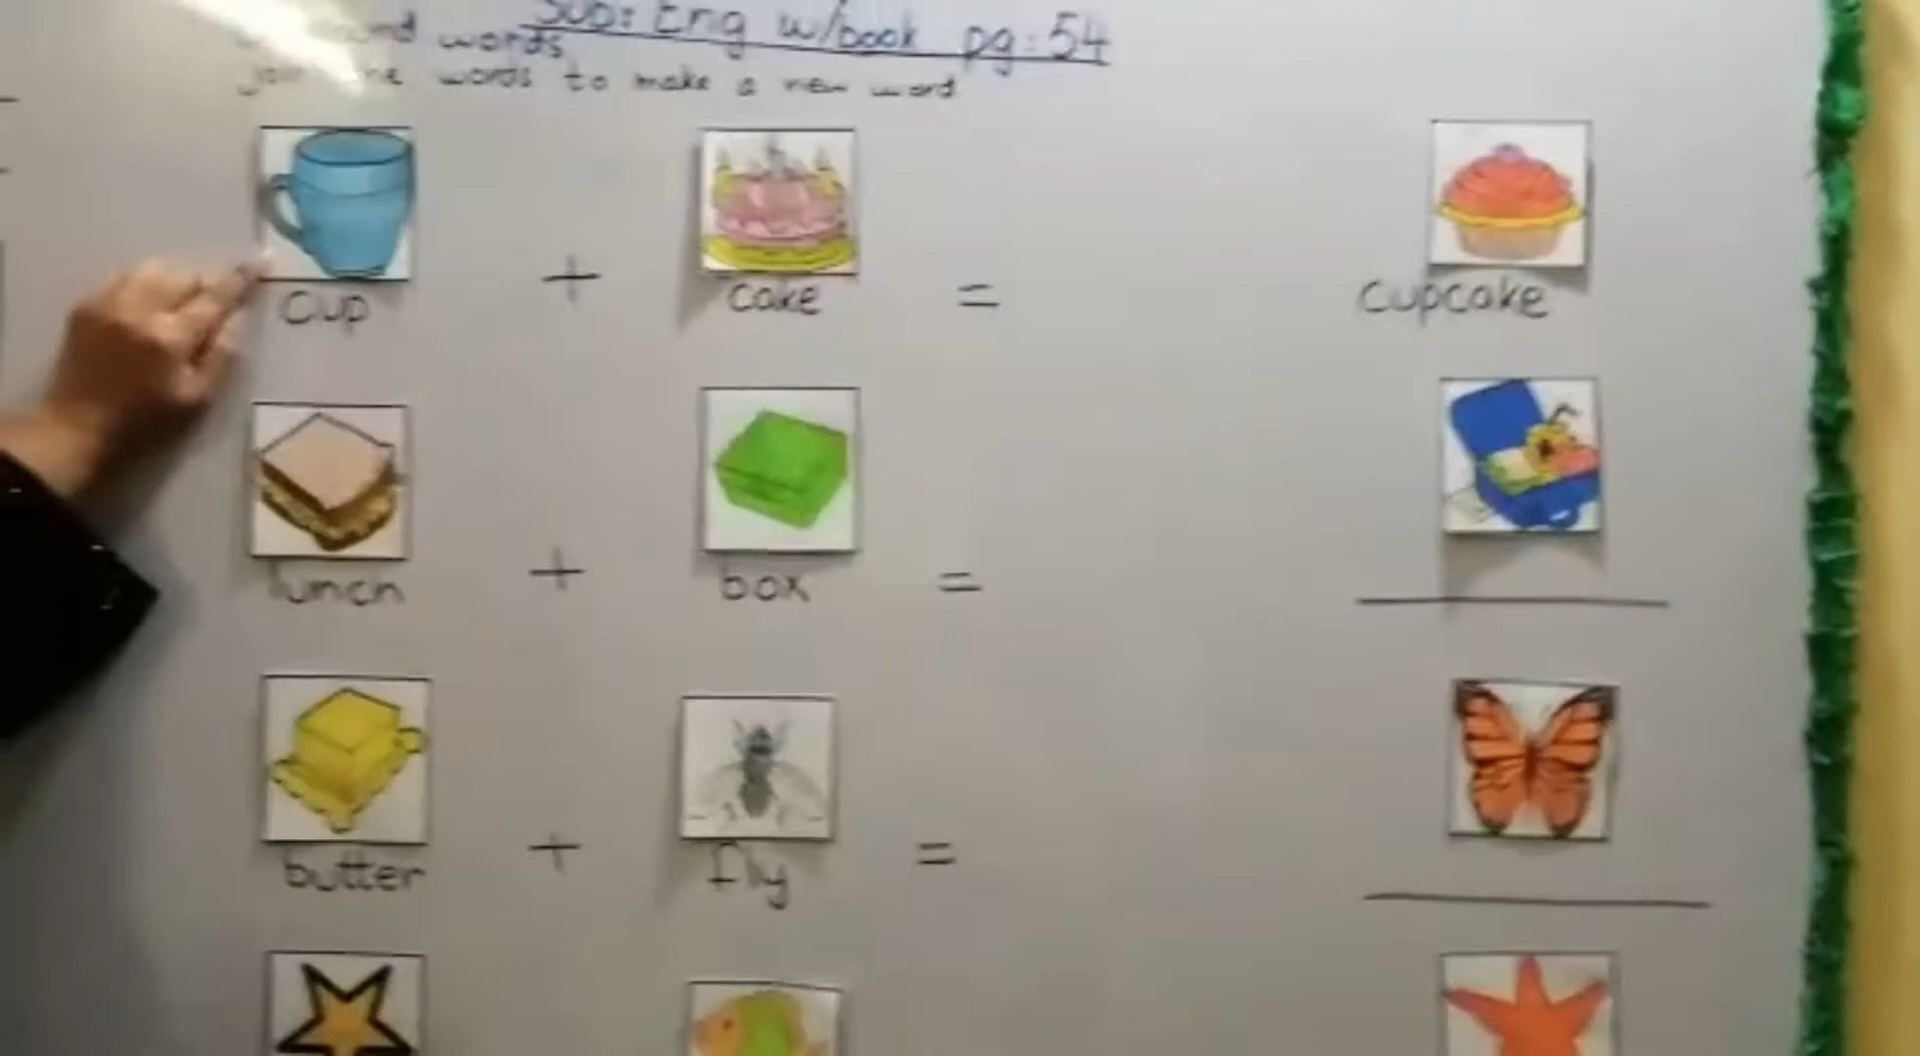 Sub: Eng w/book pg: 54
words
words to make a new word
cup + cake = cupcake
lunch + box =
butter + fly =